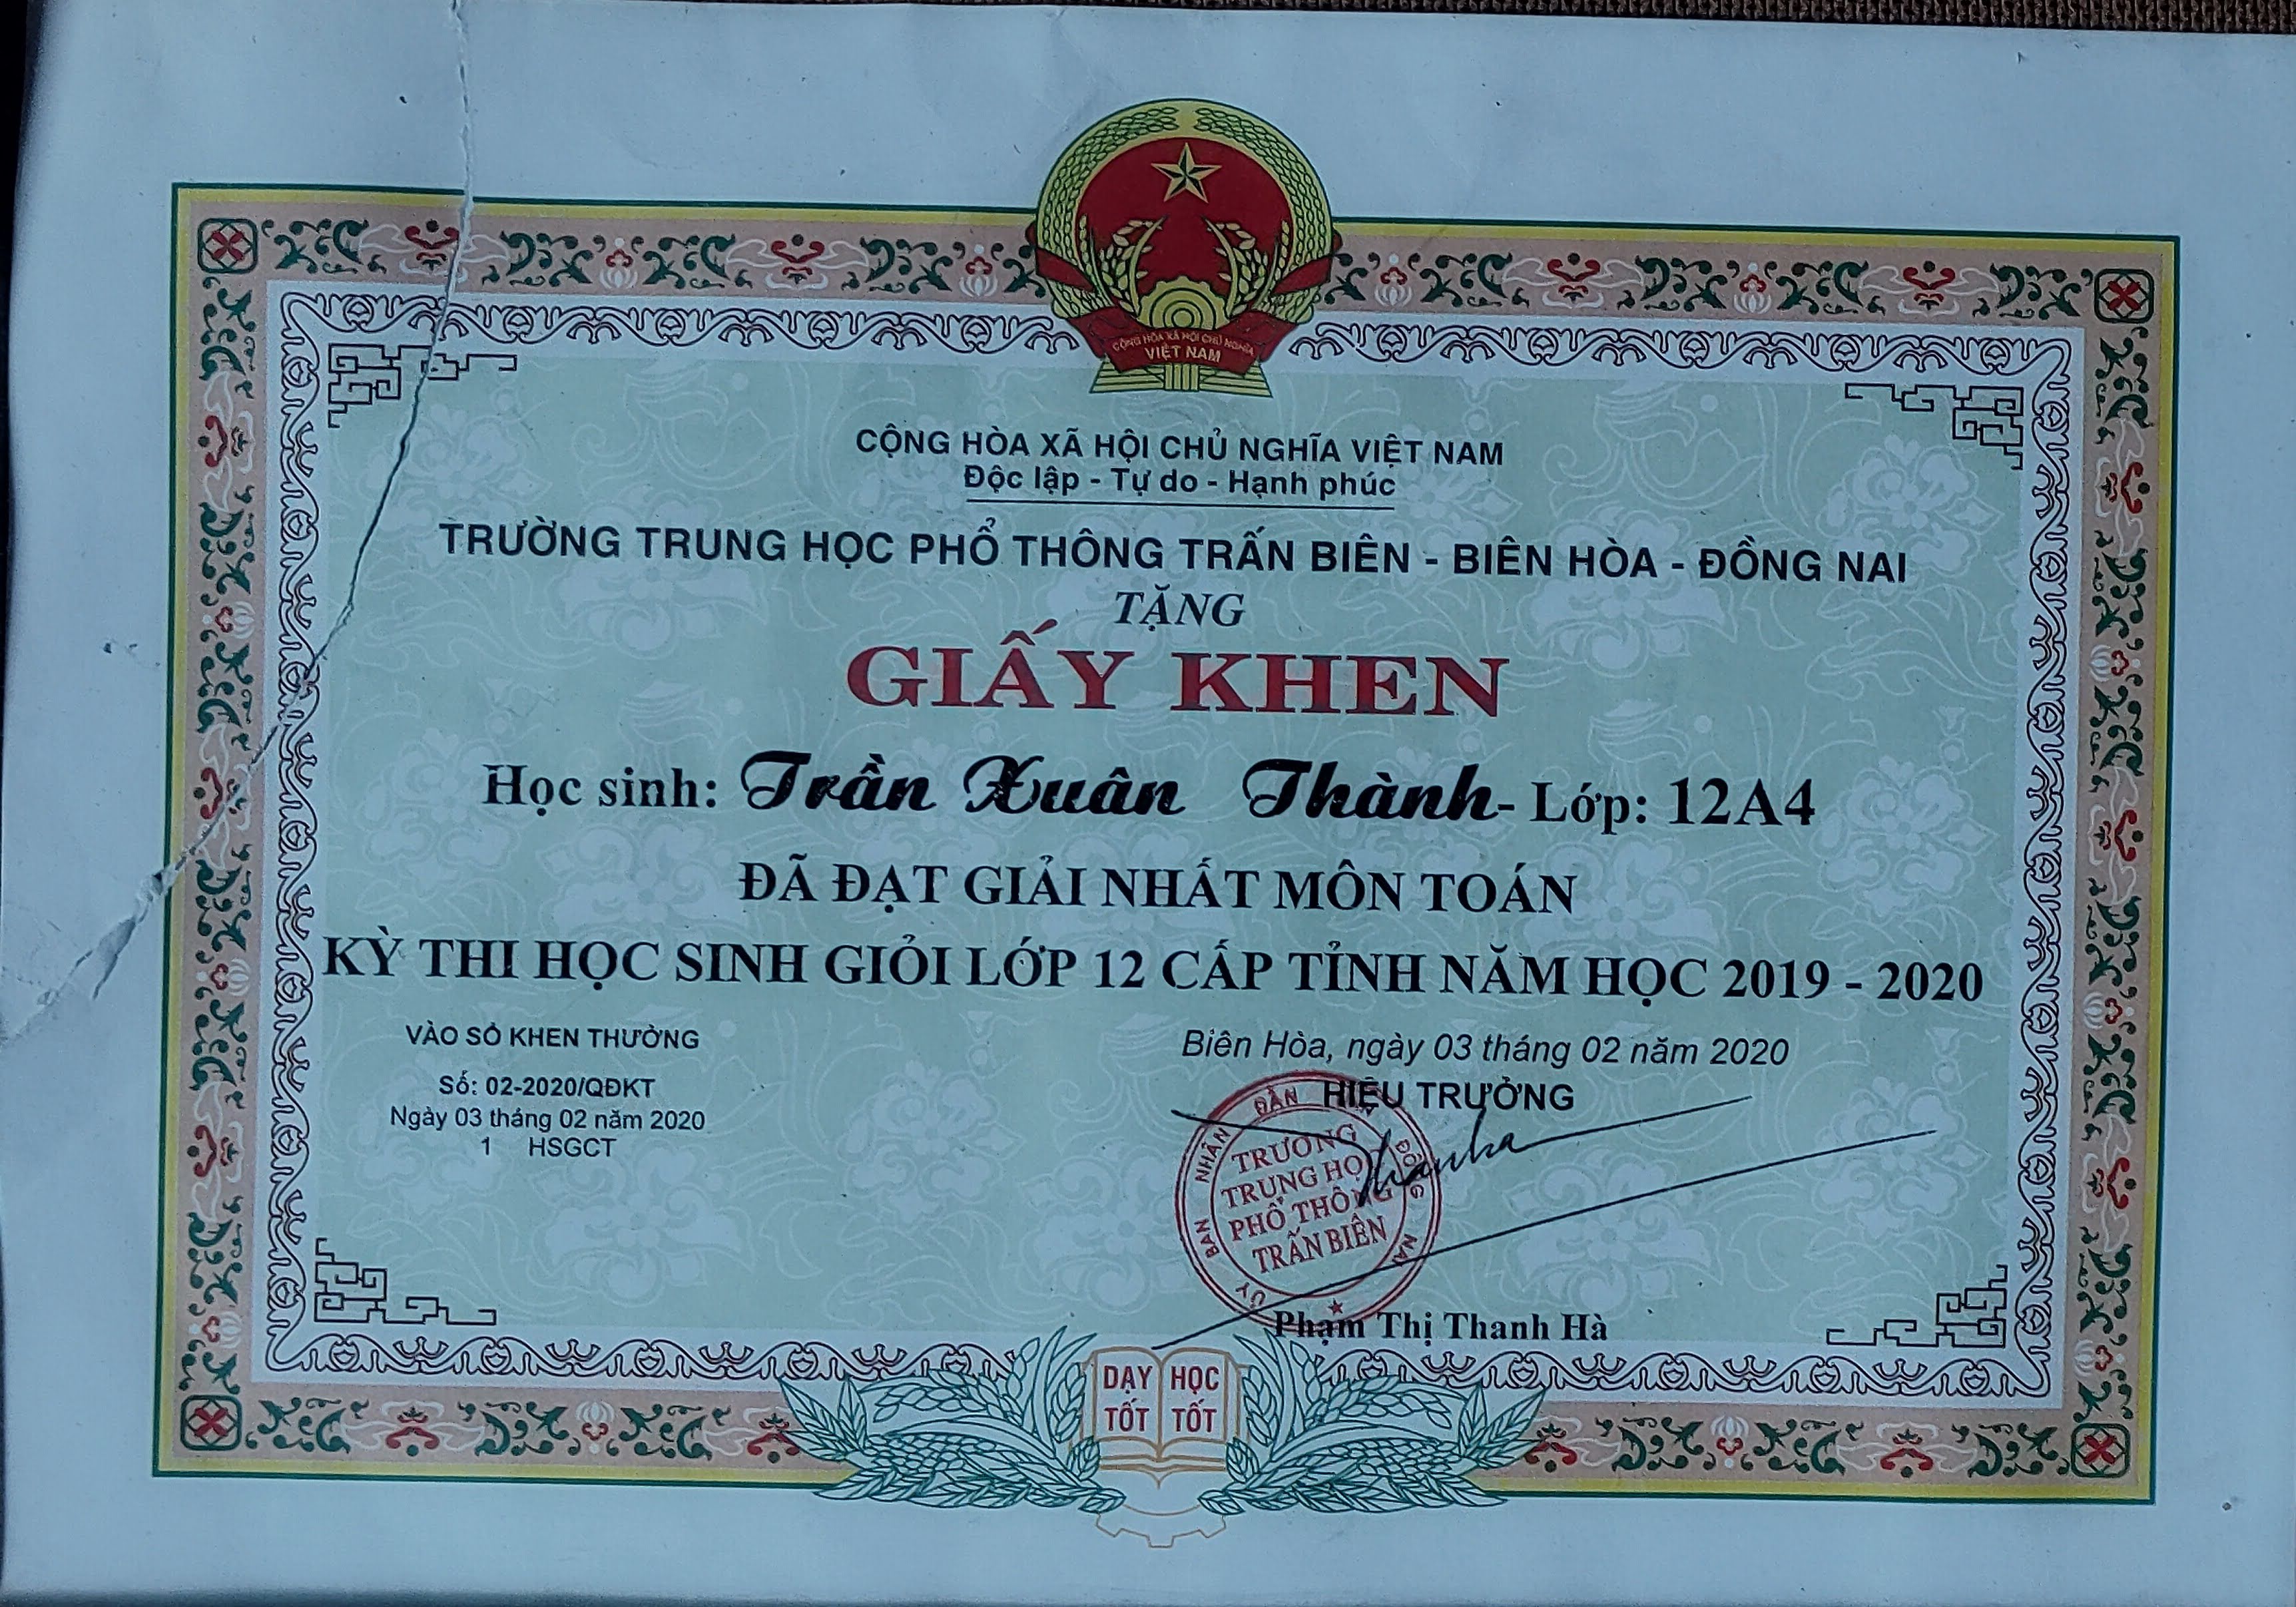 CỘNG HÒA XÃ HỘI CHỦ NGHĨA
VIỆT NAM
CỘNG HÒA XÃ HỘI CHỦ NGHĨA VIỆT NAM
Độc lập - Tự do - Hạnh phúc
TRƯỜNG TRUNG HỌC PHỔ THÔNG TRẤN BIÊN - BIÊN HÒA - ĐỒNG NAI
TẶNG
GIẤY KHEN
Học sinh: Trần Xuân Thành- Lớp: 12A4
ĐÃ ĐẠT GIẢI NHẤT MÔN TOÁN
KỲ THI HỌC SINH GIỎI LỚP 12 CẤP TỈNH NĂM HỌC 2019 - 2020
VÀO SỔ KHEN THƯỞNG
Số: 02-2020/QĐKT
Ngày 03 tháng 02 năm 2020
1 HSGCT
Biên Hòa, ngày 03 tháng 02 năm 2020
HIỆU TRƯỞNG
ỦY BAN NHÂN DÂN ĐỒNG NAI
TRƯỜNG
TRUNG HỌC
PHỔ THÔNG
TRẤN BIÊN
Phạm Thị Thanh Hà
DẠY HỌC
TỐT TỐT